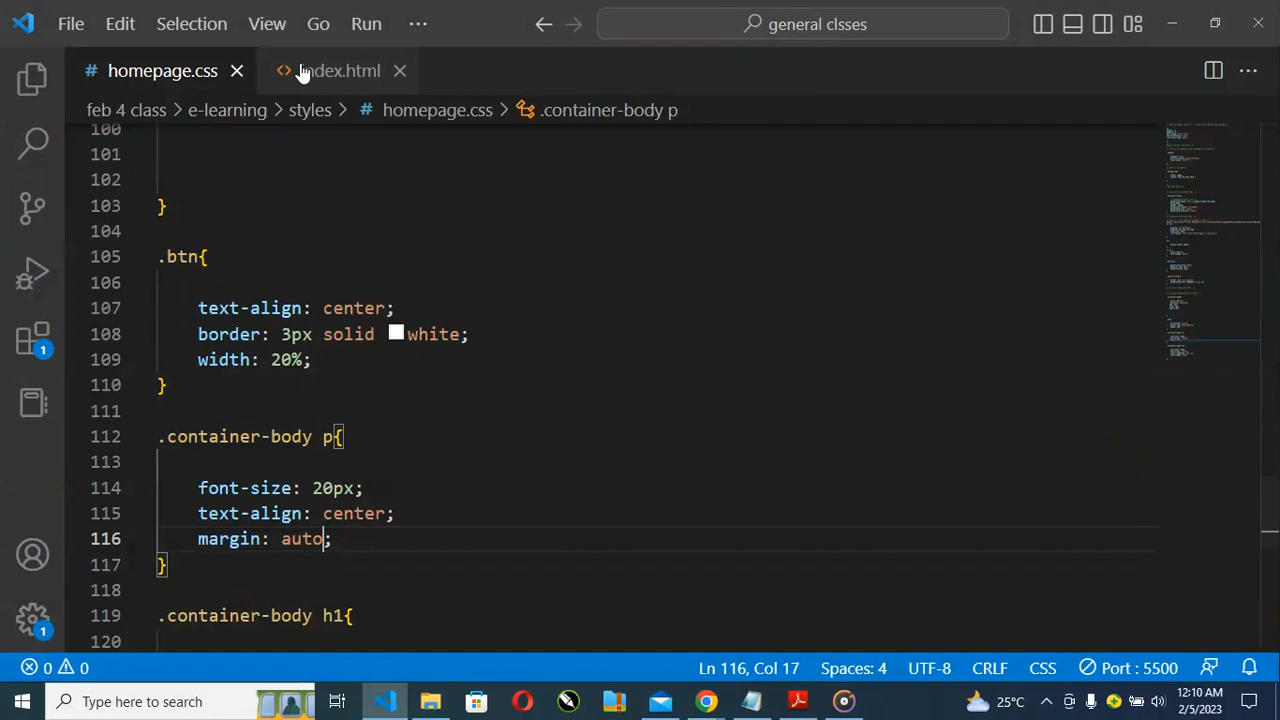 File Edit Selection View Go Run ··· general clsses
# homepage.css index.html
feb 4 class > e-learning > styles > # homepage.css > .container-body p
100
101
102
103 }
104
105 .btn{
106
107 text-align: center;
108 border: 3px solid white;
109 width: 20%;
110 }
111
112 .container-body p{
113
114 font-size: 20px;
115 text-align: center;
116 margin: auto;
117 }
118
119 .container-body h1{
120
1
1
0 0 Ln 116, Col 17 Spaces: 4 UTF-8 CRLF CSS Port : 5500
Type here to search 25°C 12:10 AM
2/5/2023